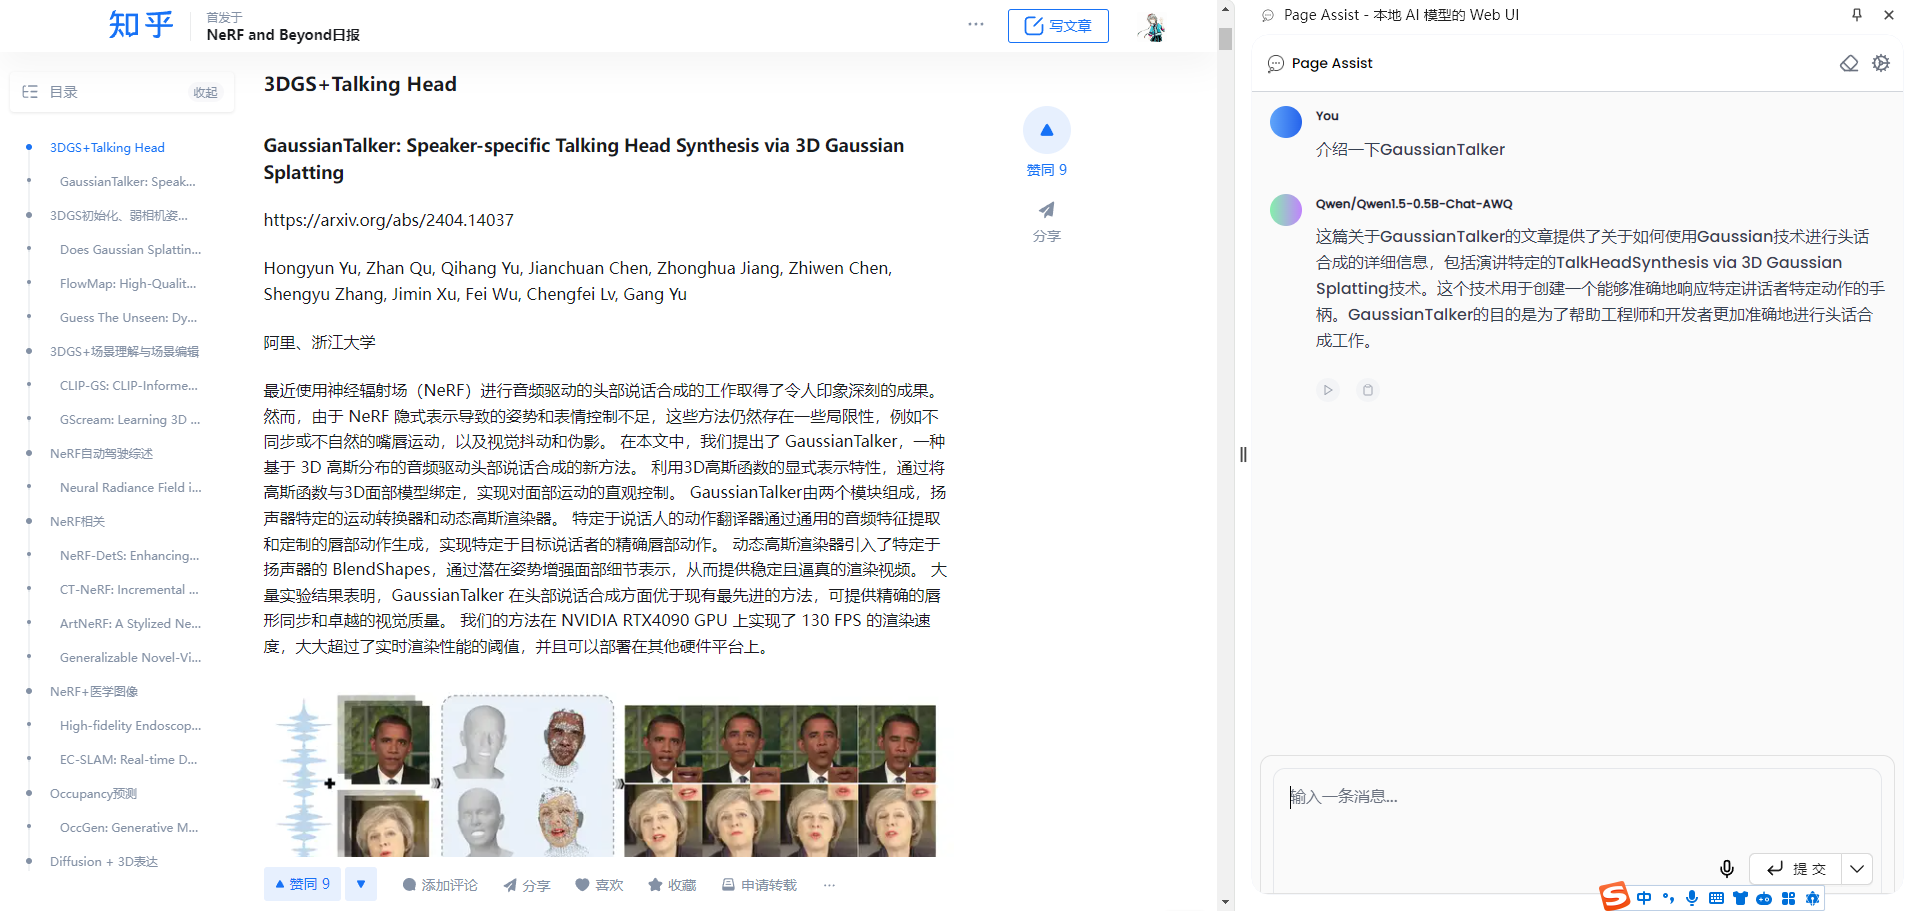 知乎
首发于
NeRF and Beyond日报
···
写文章
目录
收起
3DGS+Talking Head
GaussianTalker: Speak...
3DGS初始化、弱相机姿...
Does Gaussian Splattin...
FlowMap: High-Qualit...
Guess The Unseen: Dy...
3DGS+场景理解与场景编辑
CLIP-GS: CLIP-Informe...
GScream: Learning 3D ...
NeRF自动驾驶综述
Neural Radiance Field i...
NeRF相关
NeRF-DetS: Enhancing...
CT-NeRF: Incremental ...
ArtNeRF: A Stylized Ne...
Generalizable Novel-Vi...
NeRF+医学图像
High-fidelity Endoscop...
EC-SLAM: Real-time D...
Occupancy预测
OccGen: Generative M...
Diffusion + 3D表达
3DGS+Talking Head
GaussianTalker: Speaker-specific Talking Head Synthesis via 3D Gaussian
Splatting
https://arxiv.org/abs/2404.14037
Hongyun Yu, Zhan Qu, Qihang Yu, Jianchuan Chen, Zhonghua Jiang, Zhiwen Chen,
Shengyu Zhang, Jimin Xu, Fei Wu, Chengfei Lv, Gang Yu
阿里、浙江大学
最近使用神经辐射场（NeRF）进行音频驱动的头部说话合成的工作取得了令人印象深刻的成果。
然而，由于 NeRF 隐式表示导致的姿势和表情控制不足，这些方法仍然存在一些局限性，例如不
同步或不自然的嘴唇运动，以及视觉抖动和伪影。 在本文中，我们提出了 GaussianTalker，一种
基于 3D 高斯分布的音频驱动头部说话合成的新方法。 利用3D高斯函数的显式表示特性，通过将
高斯函数与3D面部模型绑定，实现对面部运动的直观控制。 GaussianTalker由两个模块组成，扬
声器特定的运动转换器和动态高斯渲染器。 特定于说话人的动作翻译器通过通用的音频特征提取
和定制的唇部动作生成，实现特定于目标说话者的精确唇部动作。 动态高斯渲染器引入了特定于
扬声器的 BlendShapes，通过潜在姿势增强面部细节表示，从而提供稳定且逼真的渲染视频。 大
量实验结果表明，GaussianTalker 在头部说话合成方面优于现有最先进的方法，可提供精确的唇
形同步和卓越的视觉质量。 我们的方法在 NVIDIA RTX4090 GPU 上实现了 130 FPS 的渲染速
度，大大超过了实时渲染性能的阈值，并且可以部署在其他硬件平台上。
赞同 9
分享
赞同 9
添加评论
分享
喜欢
收藏
申请转载
···
Page Assist - 本地 AI 模型的 Web UI
Page Assist
You
介绍一下GaussianTalker
Qwen/Qwen1.5-0.5B-Chat-AWQ
这篇关于GaussianTalker的文章提供了关于如何使用Gaussian技术进行头话
合成的详细信息，包括演讲特定的TalkHeadSynthesis via 3D Gaussian
Splatting技术。这个技术用于创建一个能够准确地响应特定讲话者特定动作的手
柄。GaussianTalker的目的是为了帮助工程师和开发者更加准确地进行头话合
成工作。
输入一条消息...
提 交
中